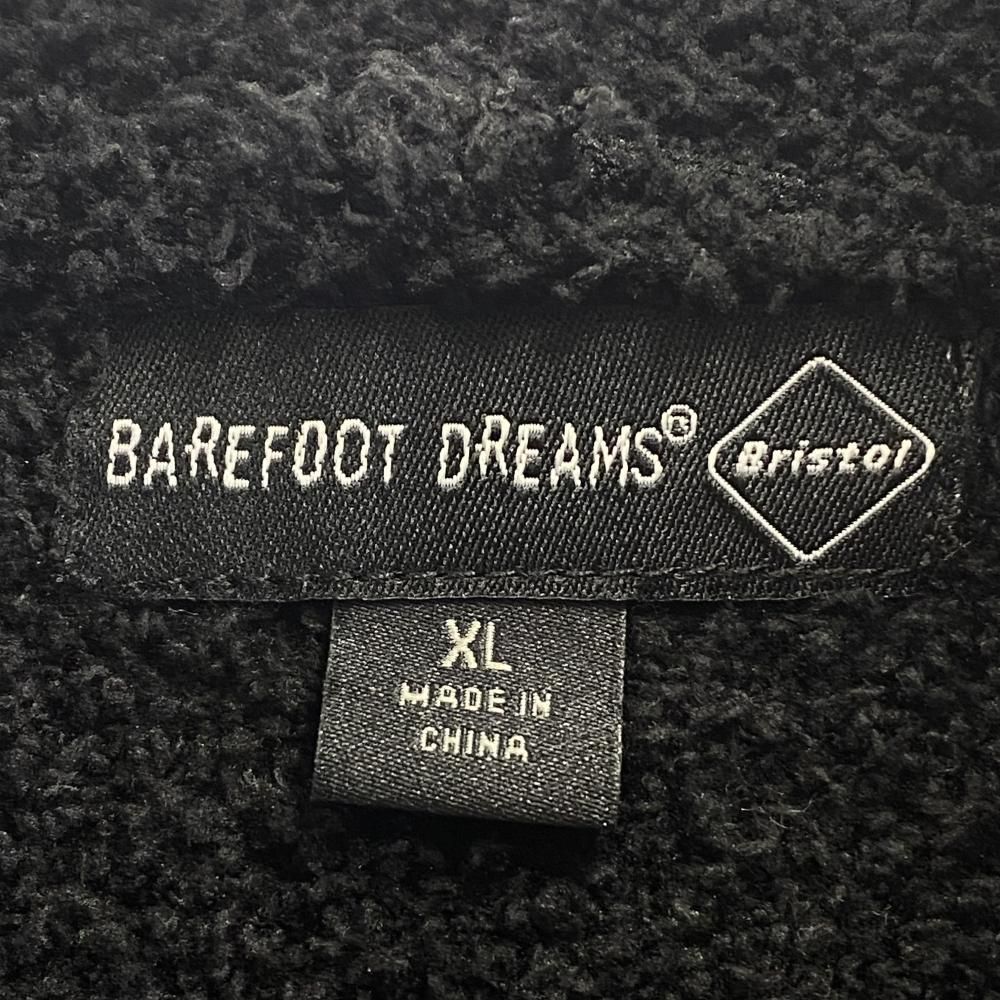 BAREFOOT DREAMS® Bristol
XL
MADE IN
CHINA